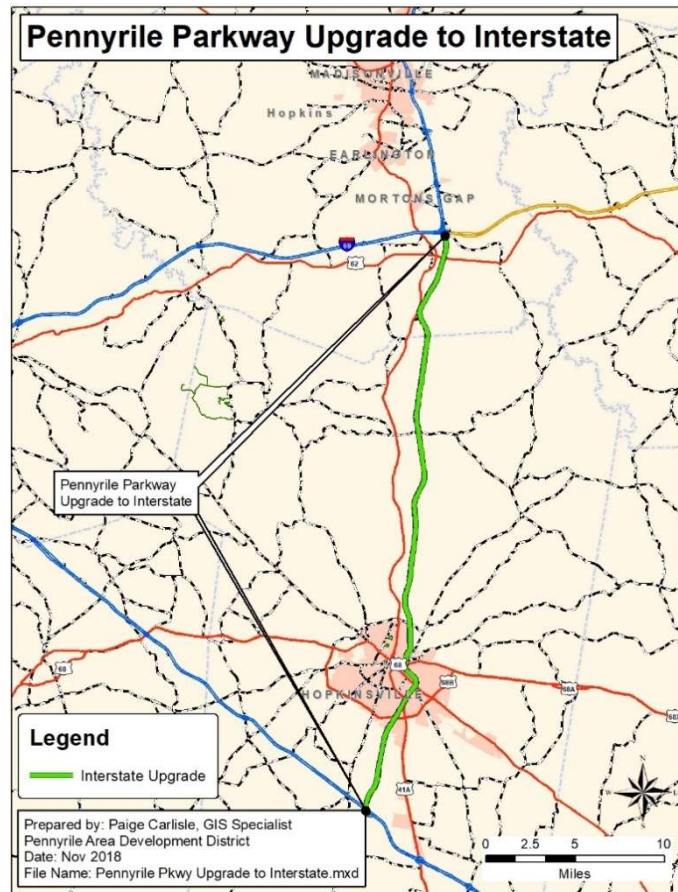 Pennyrile Parkway Upgrade to Interstate
MADISONVILLE
Hopkins
EARLINGTON
MORTONS GAP
69
62
Pennyrile Parkway
Upgrade to Interstate
68
68
68B
HOPKINSVILLE
68A
41A
Legend
Interstate Upgrade
Prepared by: Paige Carlisle, GIS Specialist
Pennyrile Area Development District
Date: Nov 2018
File Name: Pennyrile Pkwy Upgrade to Interstate.mxd
0 2.5 5 10
Miles